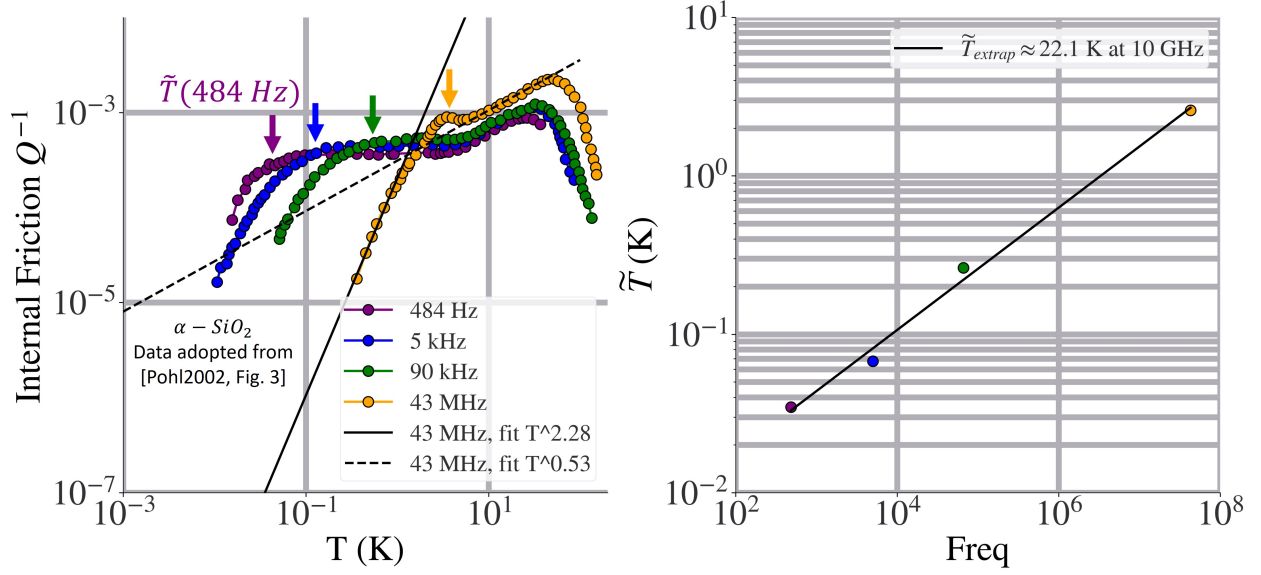 Internal Friction Q⁻¹
10⁻³
10⁻⁵
10⁻⁷
T̃(484 Hz)
α − SiO₂
Data adopted from
[Pohl2002, Fig. 3]
484 Hz
5 kHz
90 kHz
43 MHz
43 MHz, fit T^2.28
43 MHz, fit T^0.53
10⁻³
10⁻¹
10¹
T (K)
T̃ (K)
10¹
10⁰
10⁻¹
10⁻²
T̃extrap ≈ 22.1 K at 10 GHz
10²
10⁴
10⁶
10⁸
Freq